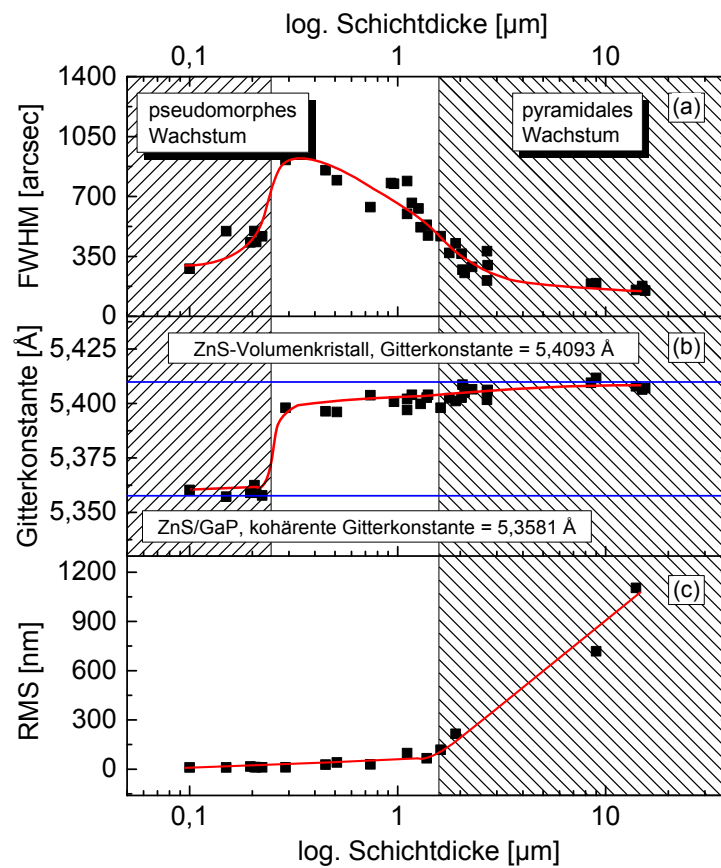 log. Schichtdicke [µm]
0,1 1 10
FWHM [arcsec]
1400
1050
700
350
0
pseudomorphes
Wachstum
pyramidales
Wachstum
(a)
Gitterkonstante [Å]
5,425
5,400
5,375
5,350
ZnS-Volumenkristall, Gitterkonstante = 5,4093 Å
(b)
ZnS/GaP, kohärente Gitterkonstante = 5,3581 Å
RMS [nm]
1200
900
600
300
0
(c)
0,1 1 10
log. Schichtdicke [µm]